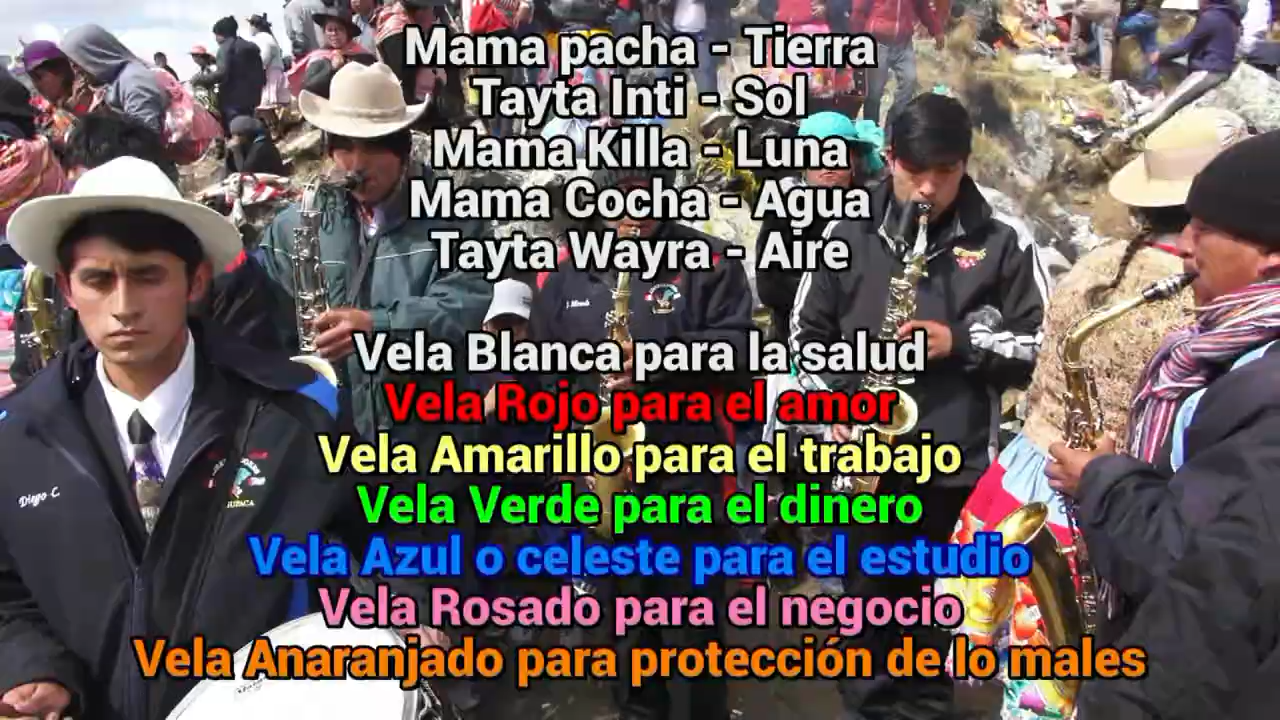 Mama pacha - Tierra
Tayta Inti - Sol
Mama Killa - Luna
Mama Cocha - Agua
Tayta Wayra - Aire
Vela Blanca para la salud
Vela Rojo para el amor
Vela Amarillo para el trabajo
Vela Verde para el dinero
Vela Azul o celeste para el estudio
Vela Rosado para el negocio
Vela Anaranjado para protección de lo males
Diego C.